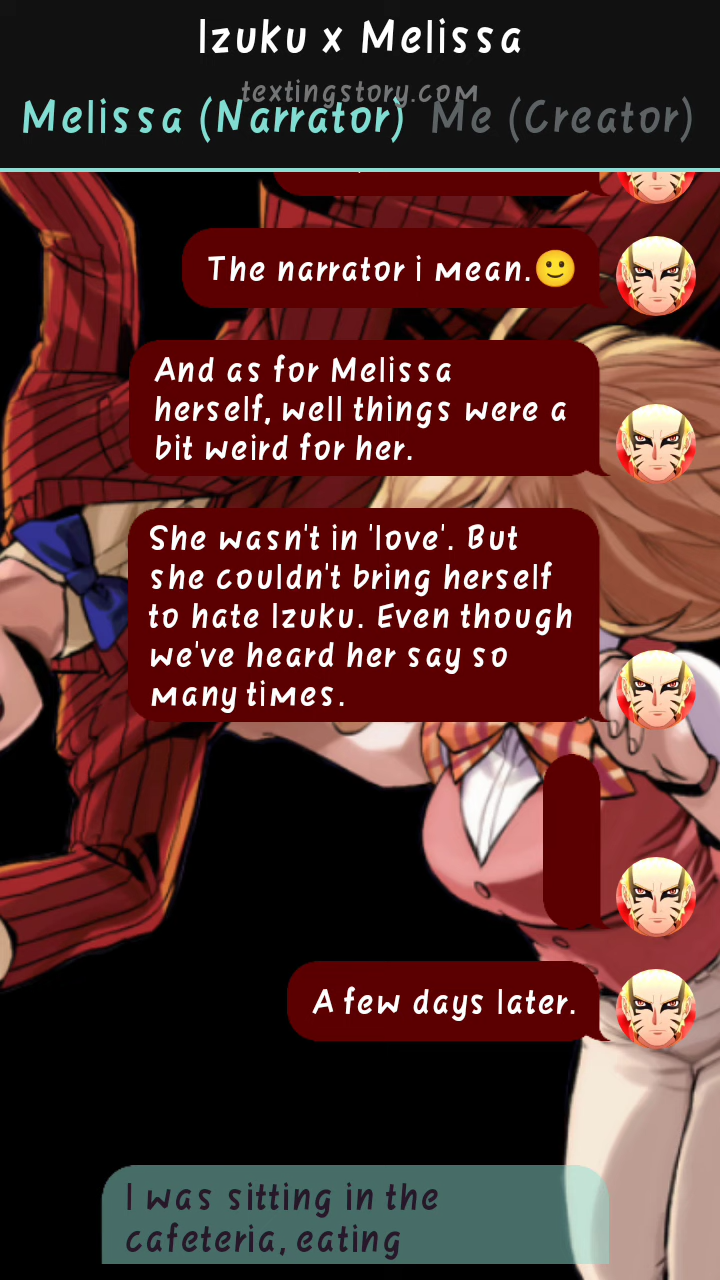 Izuku x Melissa
textingstory.com
Melissa (Narrator) Me (Creator)
The narrator i mean.🙂
And as for Melissa
herself, well things were a
bit weird for her.
She wasn't in 'love'. But
she couldn't bring herself
to hate Izuku. Even though
we've heard her say so
many times.
A few days later.
I was sitting in the
cafeteria, eating